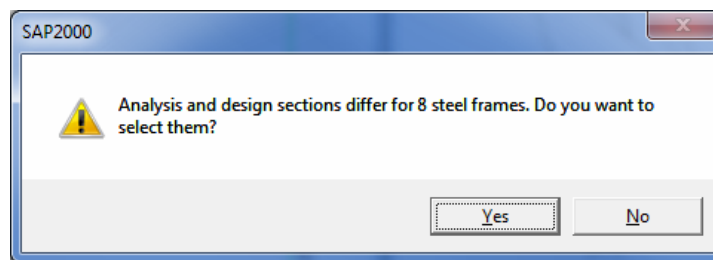 SAP2000
Analysis and design sections differ for 8 steel frames. Do you want to
select them?
Yes
No